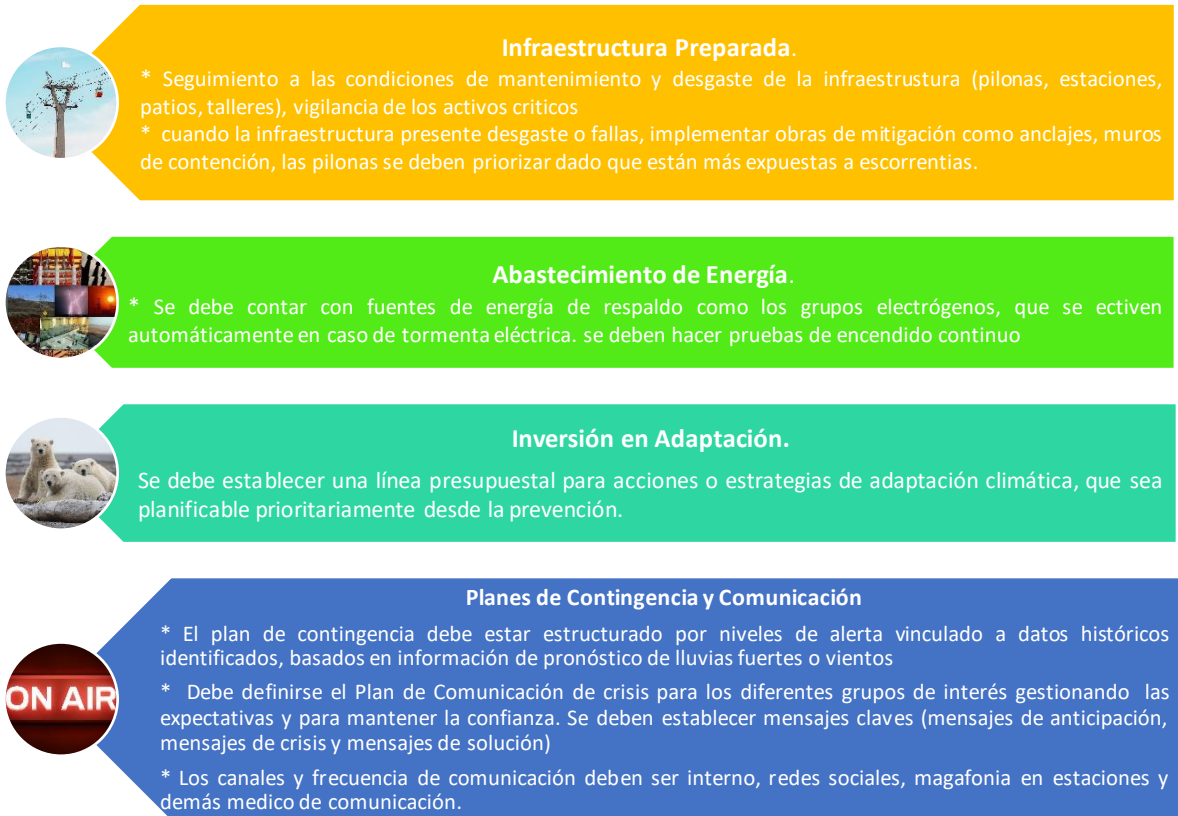 Infraestructura Preparada.
* Seguimiento a las condiciones de mantenimiento y desgaste de la infraestrustura (pilonas, estaciones,
patios, talleres), vigilancia de los activos criticos
* cuando la infraestructura presente desgaste o fallas, implementar obras de mitigación como anclajes, muros
de contención, las pilonas se deben priorizar dado que están más expuestas a escorrentias.
Abastecimiento de Energía.
* Se debe contar con fuentes de energía de respaldo como los grupos electrógenos, que se ectiven
automáticamente en caso de tormenta eléctrica. se deben hacer pruebas de encendido continuo
Inversión en Adaptación.
Se debe establecer una línea presupuestal para acciones o estrategias de adaptación climática, que sea
planificable prioritariamente desde la prevención.
Planes de Contingencia y Comunicación
* El plan de contingencia debe estar estructurado por niveles de alerta vinculado a datos históricos
identificados, basados en información de pronóstico de lluvias fuertes o vientos
* Debe definirse el Plan de Comunicación de crisis para los diferentes grupos de interés gestionando las
expectativas y para mantener la confianza. Se deben establecer mensajes claves (mensajes de anticipación,
mensajes de crisis y mensajes de solución)
ON AIR
* Los canales y frecuencia de comunicación deben ser interno, redes sociales, magafonia en estaciones y
demás medico de comunicación.